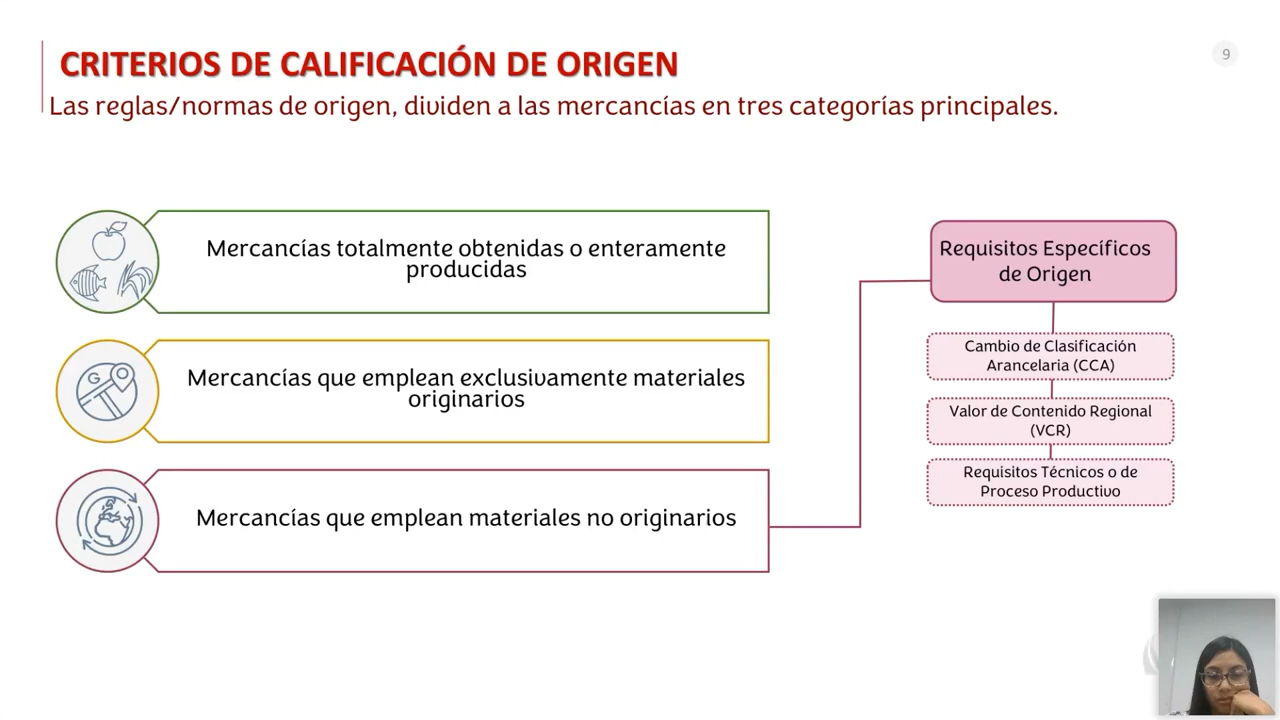 CRITERIOS DE CALIFICACIÓN DE ORIGEN
9
Las reglas/normas de origen, dividen a las mercancías en tres categorías principales.
Mercancías totalmente obtenidas o enteramente
producidas
Mercancías que emplean exclusivamente materiales
originarios
G
Mercancías que emplean materiales no originarios
Requisitos Específicos
de Origen
Cambio de Clasificación
Arancelaria (CCA)
Valor de Contenido Regional
(VCR)
Requisitos Técnicos o de
Proceso Productivo